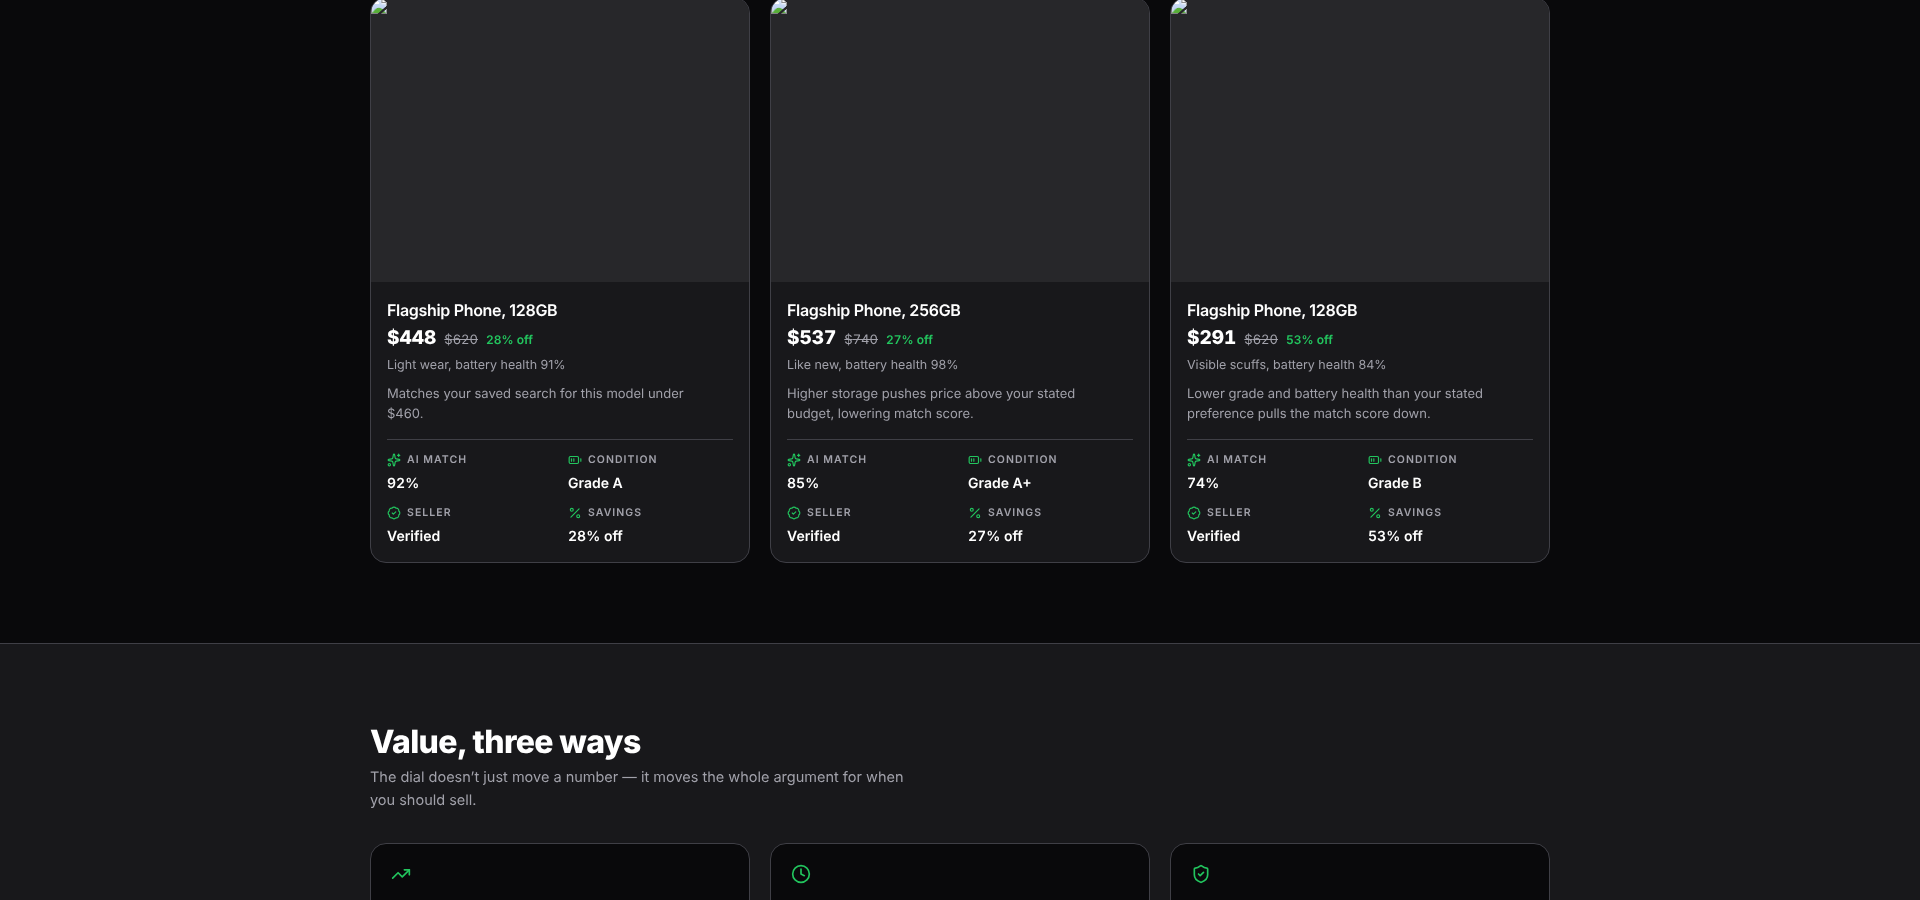 Flagship Phone, 128GB
$448 $620 28% off
Light wear, battery health 91%
Matches your saved search for this model under
$460.
AI MATCH
92%
CONDITION
Grade A
SELLER
Verified
SAVINGS
28% off
Flagship Phone, 256GB
$537 $740 27% off
Like new, battery health 98%
Higher storage pushes price above your stated
budget, lowering match score.
AI MATCH
85%
CONDITION
Grade A+
SELLER
Verified
SAVINGS
27% off
Flagship Phone, 128GB
$291 $620 53% off
Visible scuffs, battery health 84%
Lower grade and battery health than your stated
preference pulls the match score down.
AI MATCH
74%
CONDITION
Grade B
SELLER
Verified
SAVINGS
53% off
Value, three ways
The dial doesn’t just move a number — it moves the whole argument for when
you should sell.